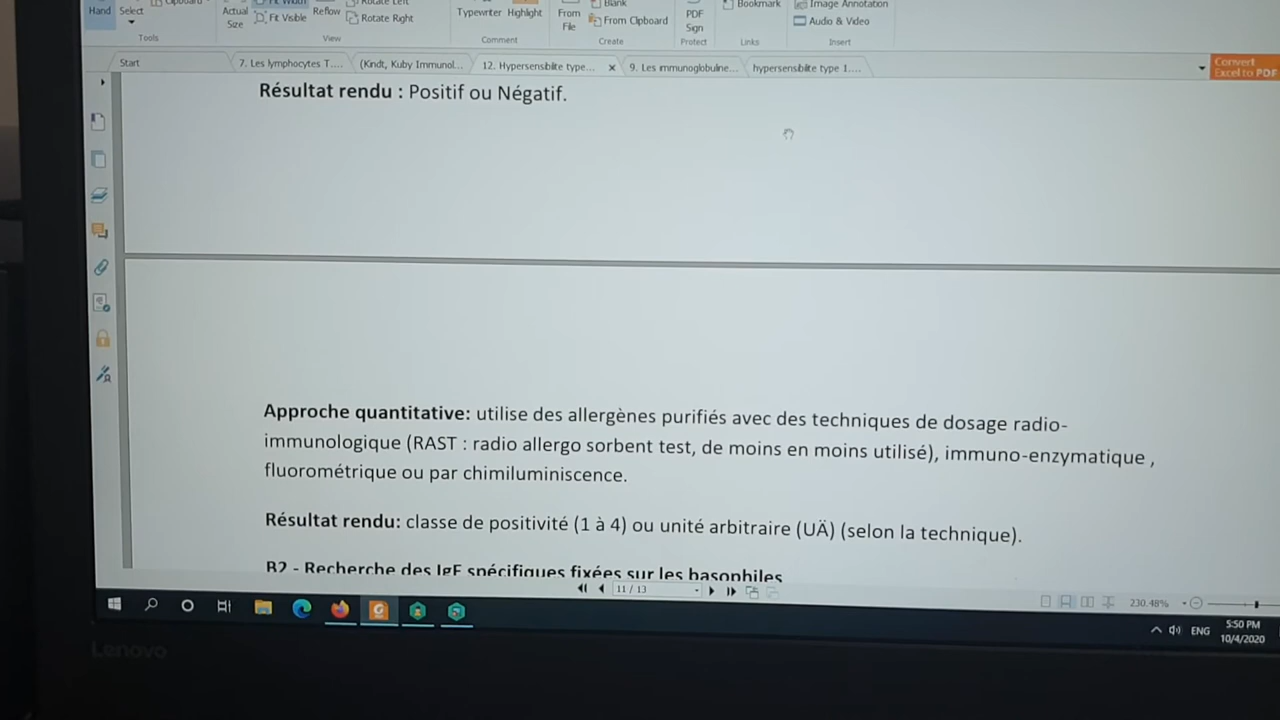 Hand
Select
Actual
Size
Fit Width
Fit Visible
Reflow
Rotate Left
Rotate Right
Typewriter Highlight
From
File
Blank
From Clipboard
PDF
Sign
Bookmark
Image Annotation
Audio & Video
Tools
View
Comment
Create
Protect
Links
Insert
Start
7. Les lymphocytes T....
(Kindt, Kuby Immunol...
12. Hypersensibilite type...
9. Les immunoglobulne...
hypersensibilite type 1....
Convert
Excel to PDF
Résultat rendu : Positif ou Négatif.
Approche quantitative: utilise des allergènes purifiés avec des techniques de dosage radio-
immunologique (RAST : radio allergo sorbent test, de moins en moins utilisé), immuno-enzymatique ,
fluorométrique ou par chimiluminiscence.
Résultat rendu: classe de positivité (1 à 4) ou unité arbitraire (UÄ) (selon la technique).
B2 - Recherche des IgE spécifiques fixées sur les basophiles
11 / 13
230.48%
ENG
5:50 PM
10/4/2020
Lenovo